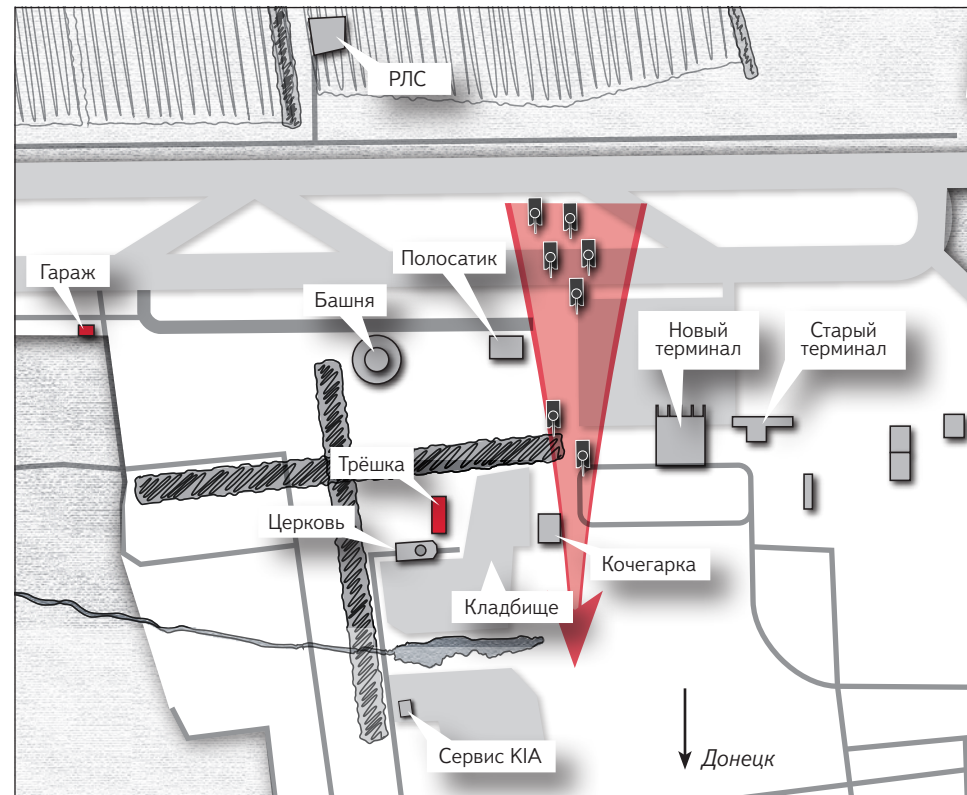 РЛС
Гараж
Полосатик
Башня
Новый
терминал
Старый
терминал
Трёшка
Церковь
Кочегарка
Кладбище
Сервис KIA
Донецк